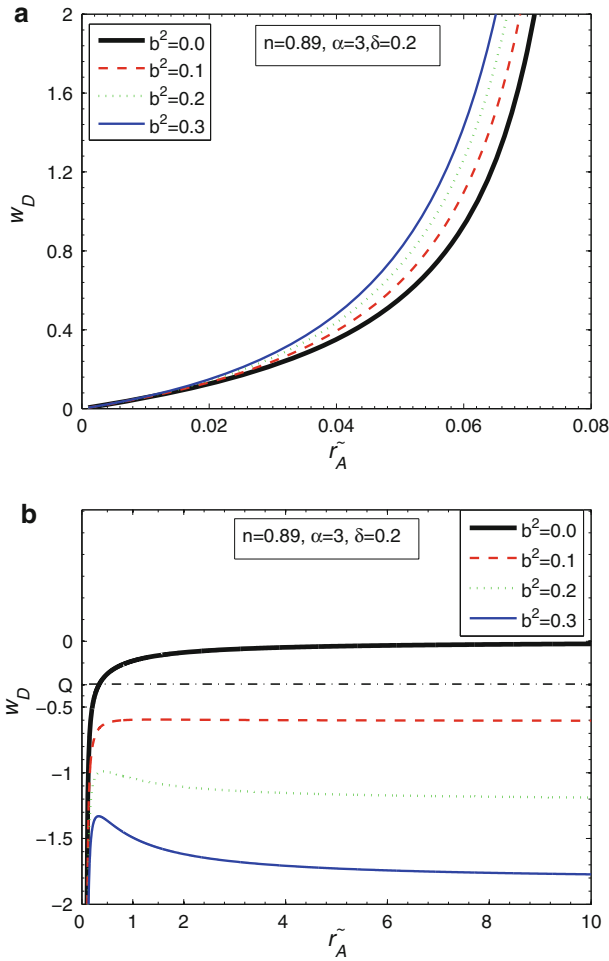 a
b²=0.0
b²=0.1
b²=0.2
b²=0.3
n=0.89, α=3,δ=0.2
2
1.6
1.2
0.8
0.4
0
w_D
0 0.02 0.04 0.06 0.08
r_A^~
b
n=0.89, α=3, δ=0.2
b²=0.0
b²=0.1
b²=0.2
b²=0.3
0
Q
-0.5
-1
-1.5
-2
w_D
0 1 2 4 6 8 10
r_A^~